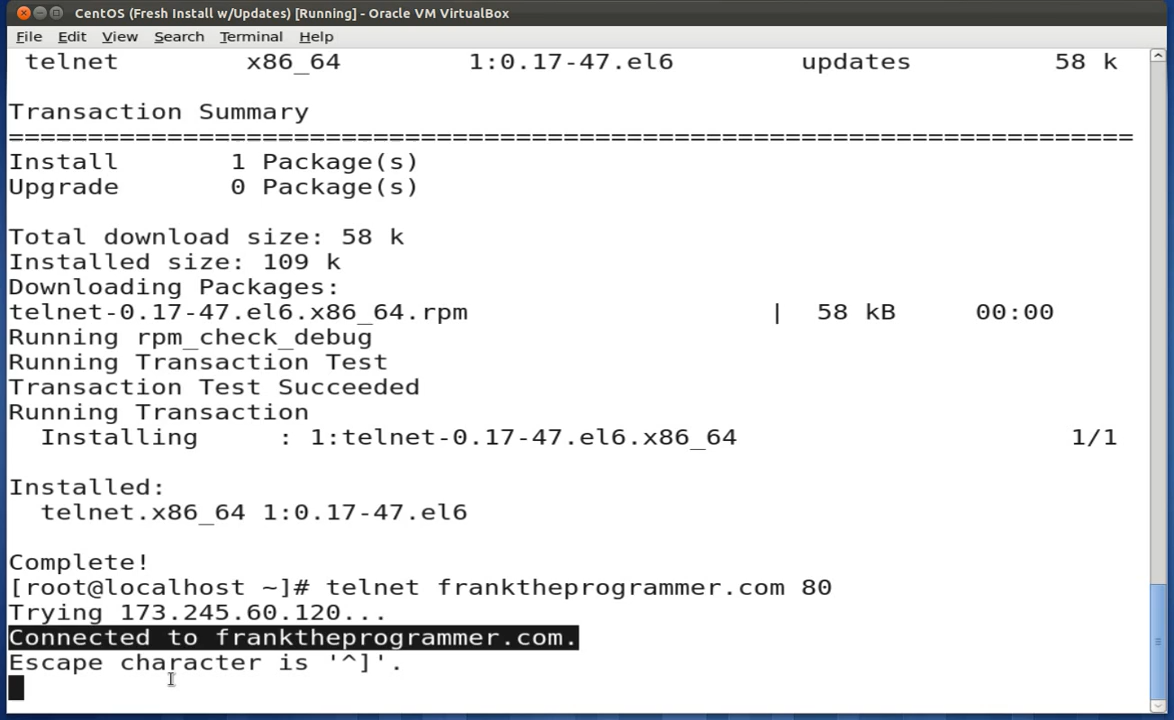 CentOS (Fresh Install w/Updates) [Running] - Oracle VM VirtualBox
File Edit View Search Terminal Help
telnet x86_64 1:0.17-47.el6 updates 58 k
Transaction Summary
================================================================================
Install 1 Package(s)
Upgrade 0 Package(s)
Total download size: 58 k
Installed size: 109 k
Downloading Packages:
telnet-0.17-47.el6.x86_64.rpm | 58 kB 00:00
Running rpm_check_debug
Running Transaction Test
Transaction Test Succeeded
Running Transaction
Installing : 1:telnet-0.17-47.el6.x86_64 1/1
Installed:
telnet.x86_64 1:0.17-47.el6
Complete!
[root@localhost ~]# telnet franktheprogrammer.com 80
Trying 173.245.60.120...
Connected to franktheprogrammer.com.
Escape character is '^]'.